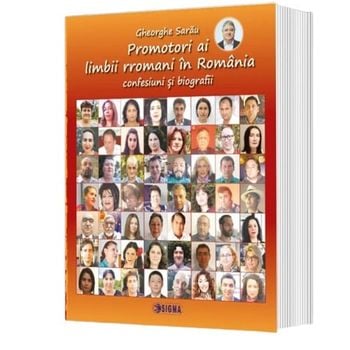 Gheorghe Sarău
Promotori ai
limbii rromani în România
confesiuni și biografii
SIGMA